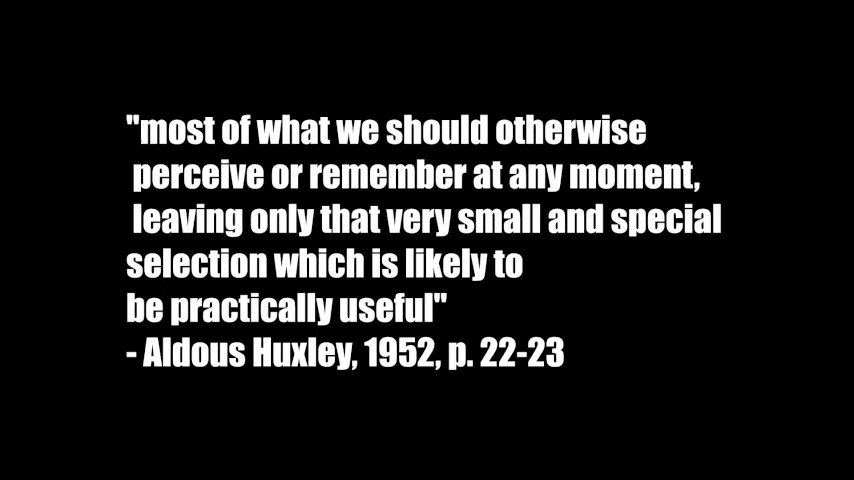 "most of what we should otherwise
perceive or remember at any moment,
leaving only that very small and special
selection which is likely to
be practically useful"
- Aldous Huxley, 1952, p. 22-23